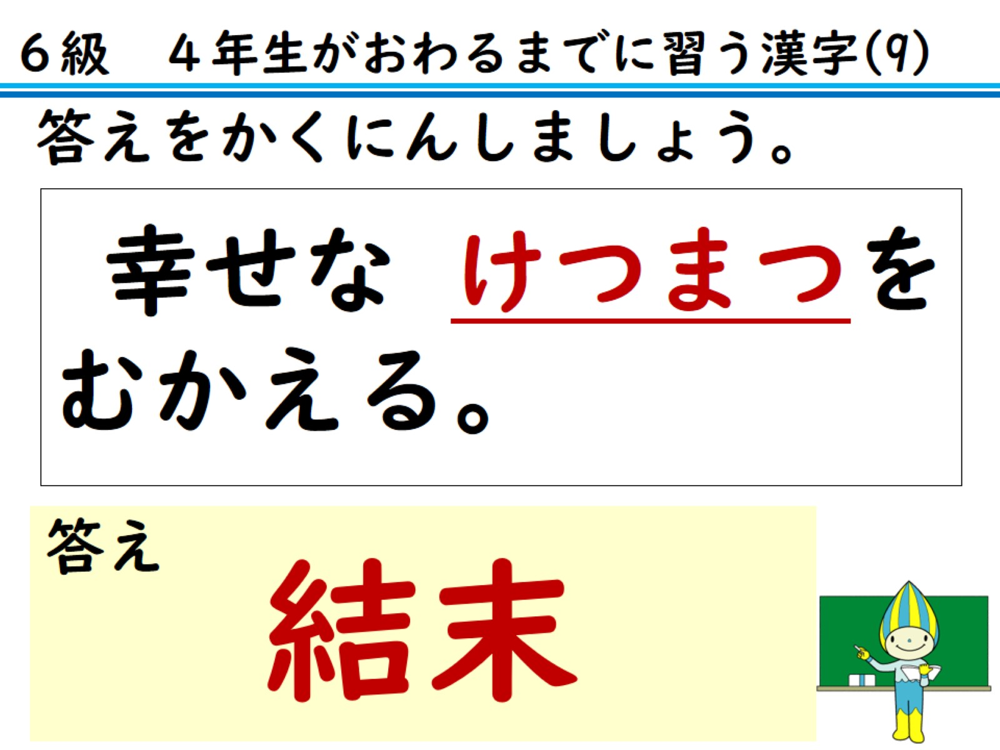 ６級　４年生がおわるまでに習う漢字(9)
答えをかくにんしましょう。
幸せな けつまつを
むかえる。
答え
結末